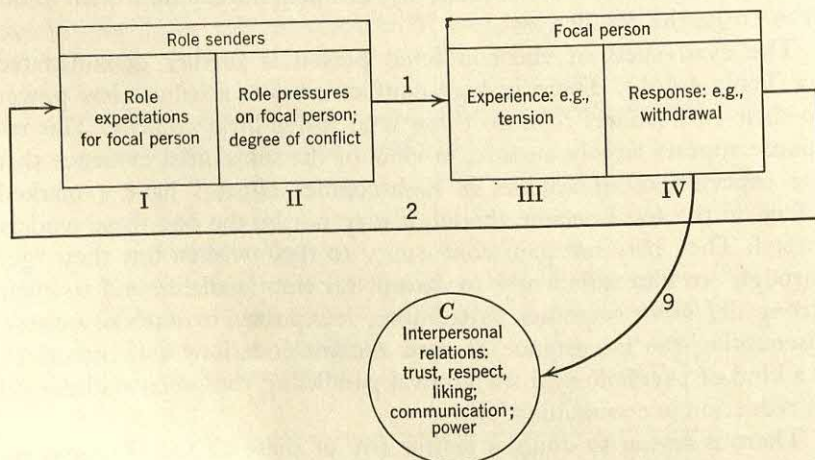 Role senders
Role
expectations
for focal person
Role pressures
on focal person;
degree of conflict
I
II
1
Focal person
Experience: e.g.,
tension
Response: e.g.,
withdrawal
III
IV
2
9
C
Interpersonal
relations:
trust, respect,
liking;
communication;
power